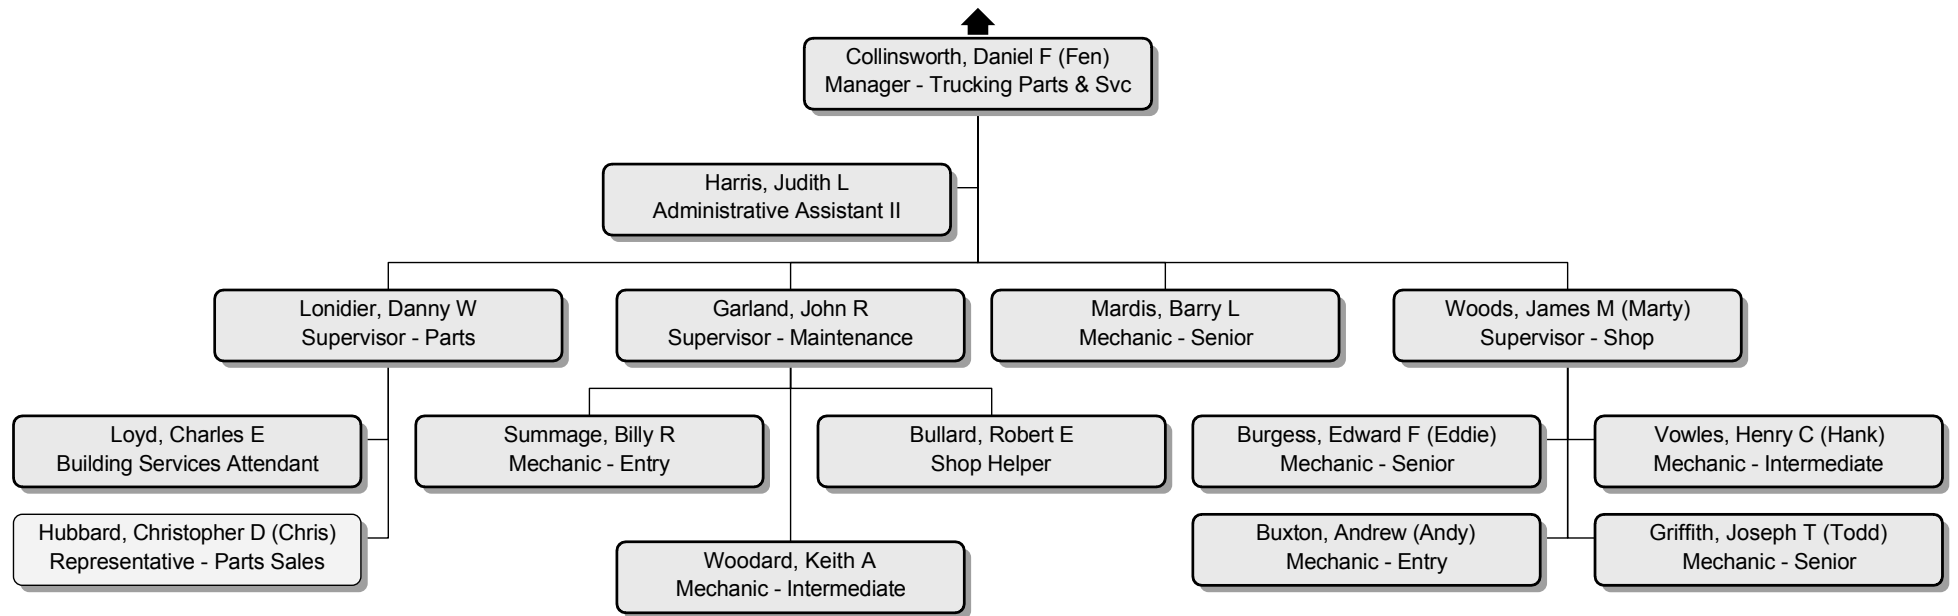 Collinsworth, Daniel F (Fen)
Manager - Trucking Parts & Svc
Harris, Judith L
Administrative Assistant II
Lonidier, Danny W
Supervisor - Parts
Garland, John R
Supervisor - Maintenance
Mardis, Barry L
Mechanic - Senior
Woods, James M (Marty)
Supervisor - Shop
Loyd, Charles E
Building Services Attendant
Summage, Billy R
Mechanic - Entry
Bullard, Robert E
Shop Helper
Burgess, Edward F (Eddie)
Mechanic - Senior
Vowles, Henry C (Hank)
Mechanic - Intermediate
Hubbard, Christopher D (Chris)
Representative - Parts Sales
Woodard, Keith A
Mechanic - Intermediate
Buxton, Andrew (Andy)
Mechanic - Entry
Griffith, Joseph T (Todd)
Mechanic - Senior